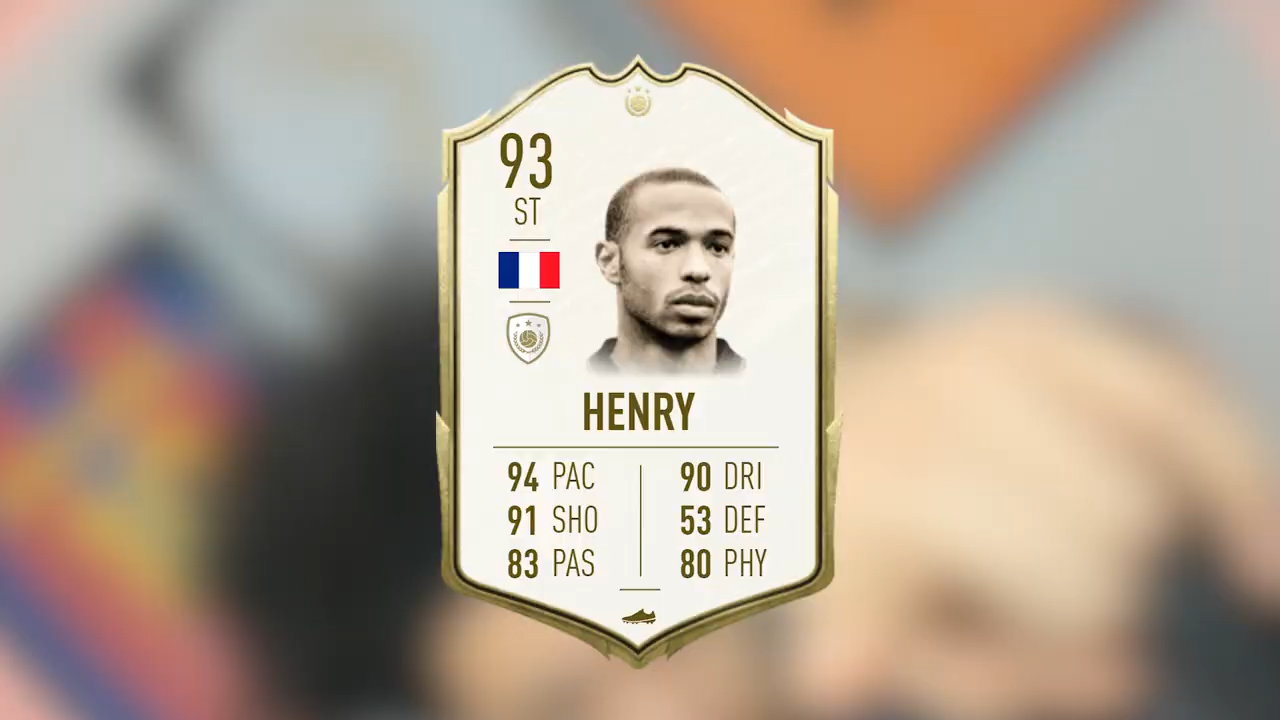 93
ST
HENRY
94 PAC
90 DRI
91 SHO
53 DEF
83 PAS
80 PHY